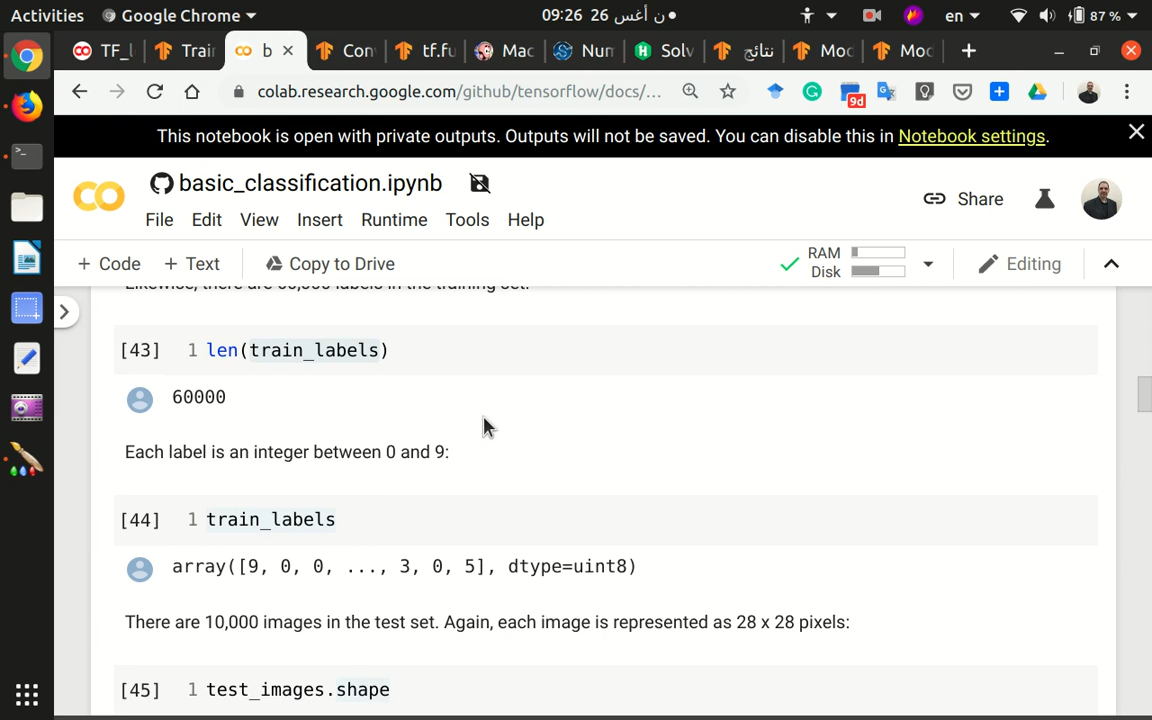 Activities Google Chrome 09:26 26 ن أغس en 87 %
TF_l Trai b Con tf.fu Mac Nun Solv نتائج Moc Mod
colab.research.google.com/github/tensorflow/docs/... 9d
This notebook is open with private outputs. Outputs will not be saved. You can disable this in Notebook settings.
basic_classification.ipynb
Share
File Edit View Insert Runtime Tools Help
+ Code + Text Copy to Drive RAM Disk Editing
[43] 1 len(train_labels)
60000
Each label is an integer between 0 and 9:
[44] 1 train_labels
array([9, 0, 0, ..., 3, 0, 5], dtype=uint8)
There are 10,000 images in the test set. Again, each image is represented as 28 x 28 pixels:
[45] 1 test_images.shape